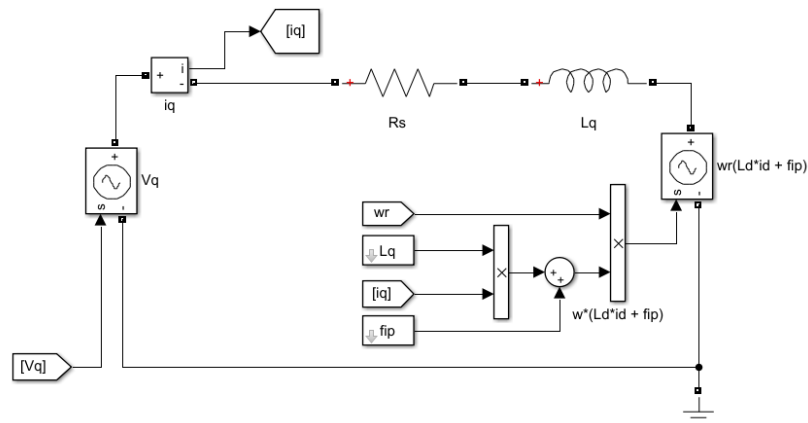 [iq]
+
i
-
iq
+
Rs
+
Lq
+
s
-
Vq
+
s
-
wr(Ld*id + fip)
wr
Lq
[iq]
fip
×
+
+
×
w*(Ld*id + fip)
[Vq]